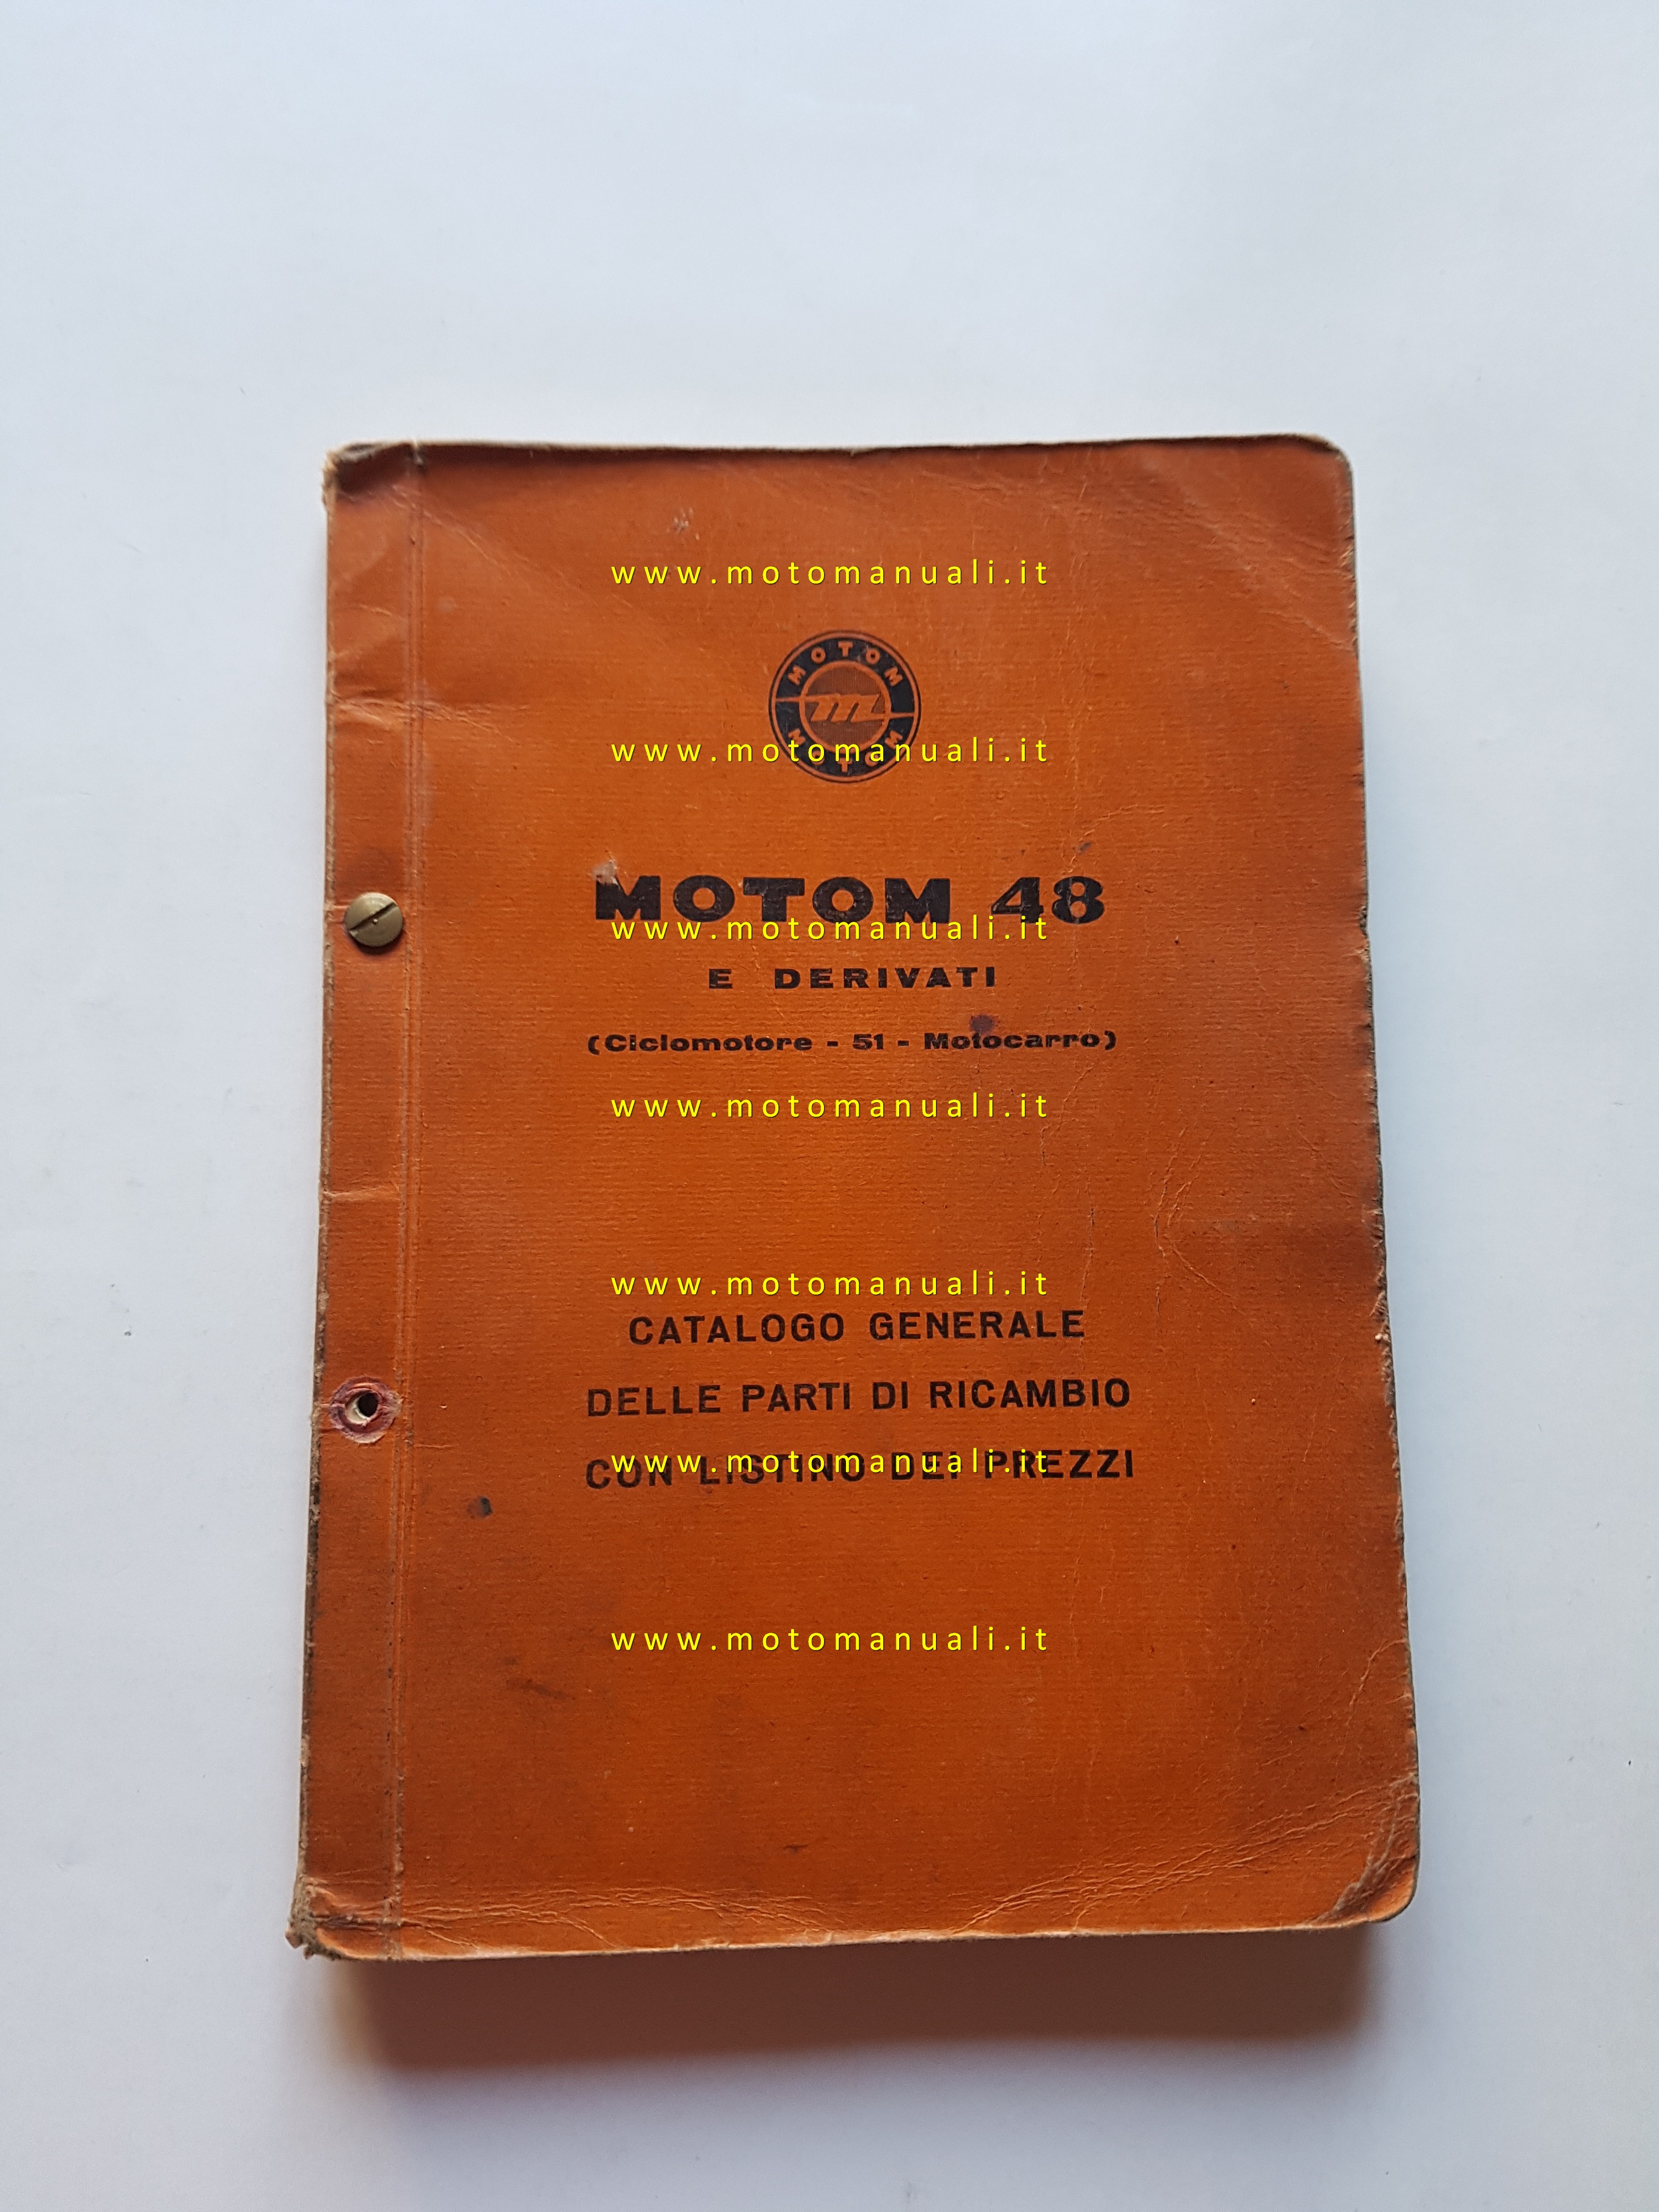 www.motomanuali.it
MOTOM
m
MOTOM
www.motomanuali.it
MOTOM 48
www.motomanuali.it
E DERIVATI
(Ciclomotore - 51 - Motocarro)
www.motomanuali.it
www.motomanuali.it
CATALOGO GENERALE
DELLE PARTI DI RICAMBIO
CON LISTINO DEI PREZZI
www.motomanuali.it
www.motomanuali.it